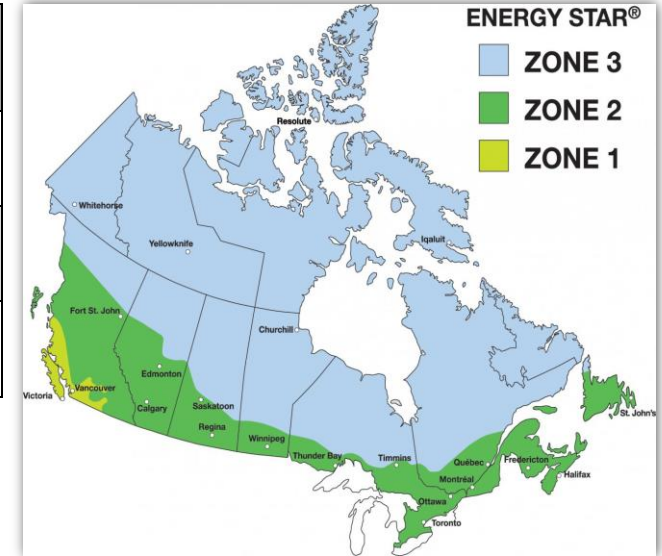 ENERGY STAR®
ZONE 3
ZONE 2
ZONE 1
Resolute
Whitehorse
Yellowknife
Iqaluit
Fort St. John
Churchill
Edmonton
Vancouver
Victoria
Calgary
Saskatoon
Regina
Winnipeg
Thunder Bay
Timmins
Québec
Fredericton
St. John's
Halifax
Montréal
Ottawa
Toronto